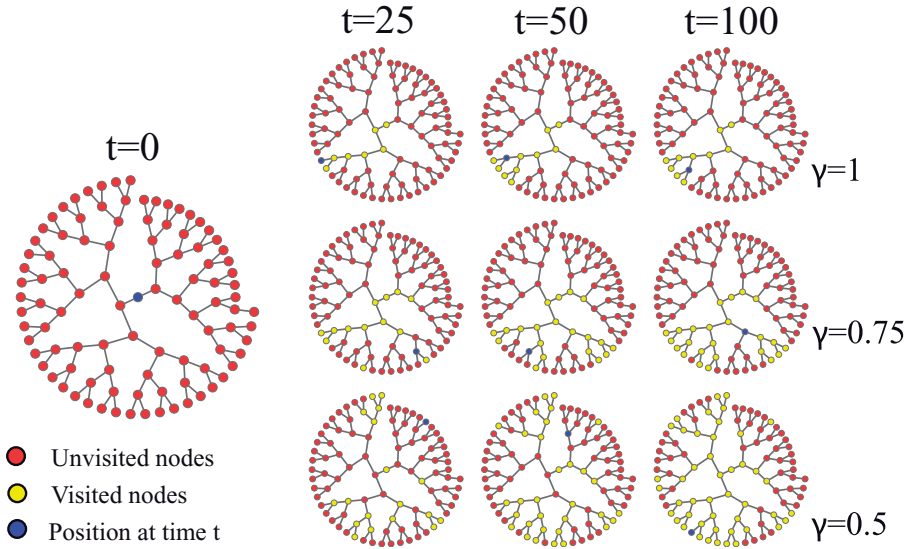 t=25 t=50 t=100
t=0
γ=1
γ=0.75
γ=0.5
Unvisited nodes
Visited nodes
Position at time t